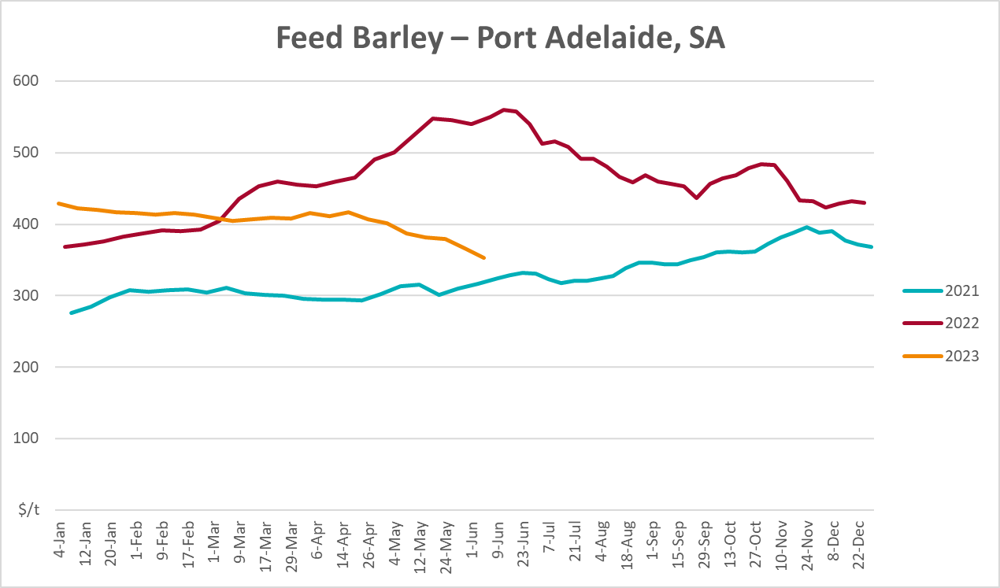 Feed Barley – Port Adelaide, SA
600
500
400
300
200
100
$/t
2021
2022
2023
4-Jan
12-Jan
20-Jan
1-Feb
9-Feb
17-Feb
1-Mar
9-Mar
17-Mar
29-Mar
6-Apr
14-Apr
26-Apr
4-May
12-May
24-May
1-Jun
9-Jun
23-Jun
7-Jul
21-Jul
4-Aug
18-Aug
1-Sep
15-Sep
29-Sep
13-Oct
27-Oct
10-Nov
24-Nov
8-Dec
22-Dec